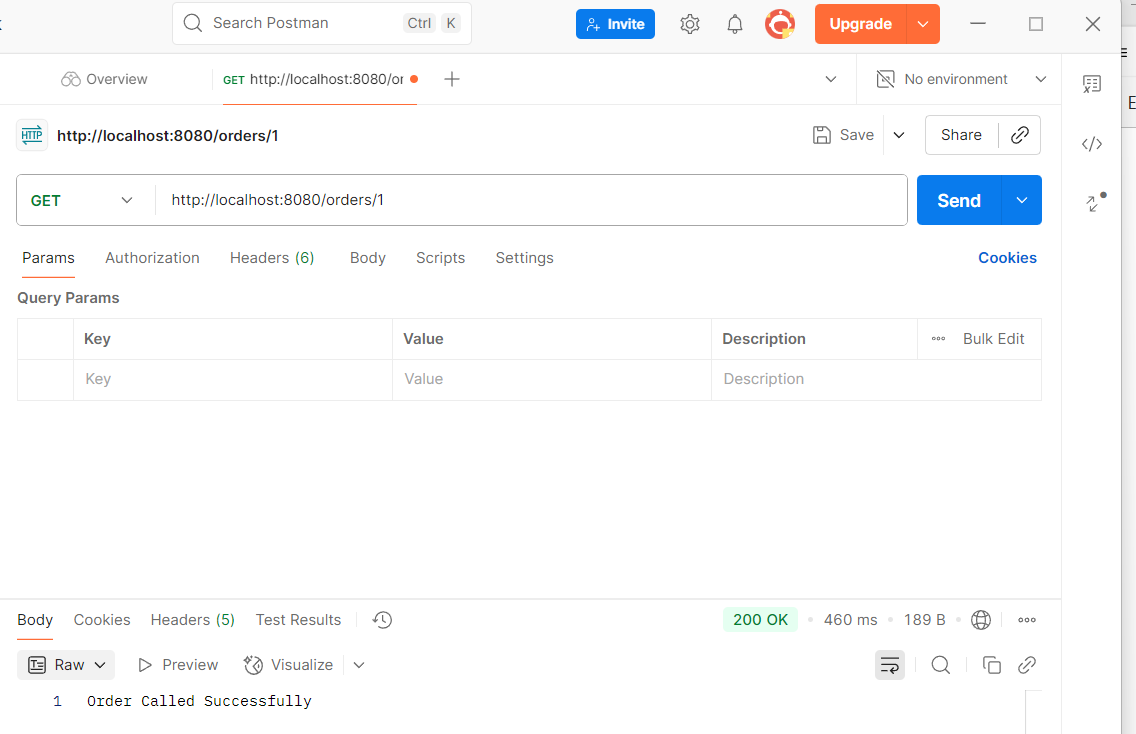 Search Postman Ctrl K Invite Upgrade
Overview GET http://localhost:8080/or No environment
HTTP http://localhost:8080/orders/1 Save Share
GET http://localhost:8080/orders/1 Send
Params Authorization Headers (6) Body Scripts Settings Cookies
Query Params
Key Value Description Bulk Edit
Key Value Description
Body Cookies Headers (5) Test Results 200 OK 460 ms 189 B
Raw Preview Visualize
1 Order Called Successfully